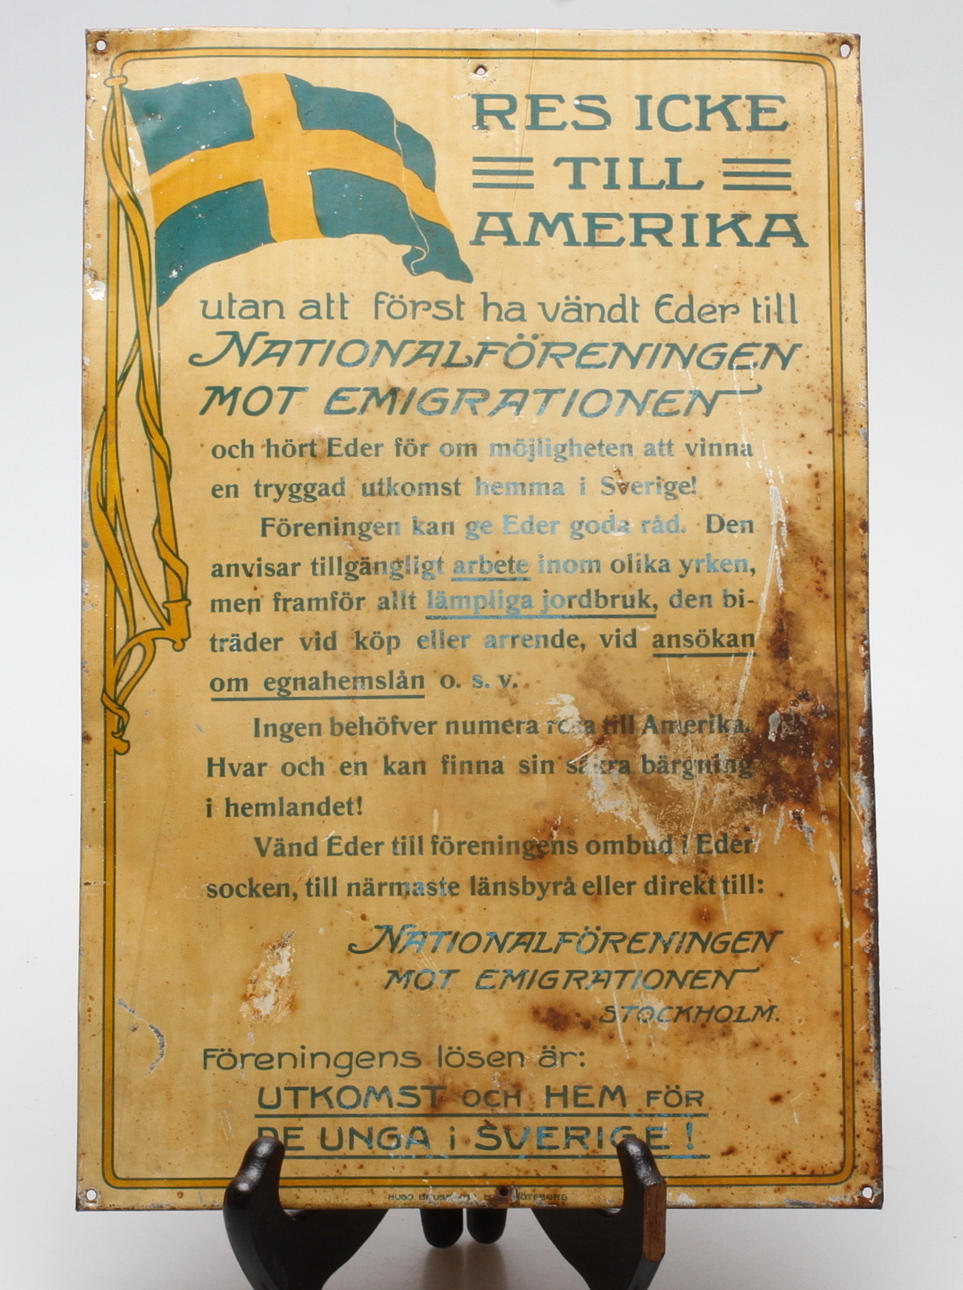 RES ICKE
TILL
AMERIKA
utan att först ha vändt Eder till
NATIONALFÖRENINGEN
MOT EMIGRATIONEN
och hört Eder för om möjligheten att vinna
en tryggad utkomst hemma i Sverige!
Föreningen kan ge Eder goda råd. Den
anvisar tillgängligt arbete inom olika yrken,
men framför allt lämpliga jordbruk, den bi-
träder vid köp eller arrende, vid ansökan
om egnahemslån o. s. v.
Ingen behöfver numera resa till Amerika.
Hvar och en kan finna sin säkra bärgning
i hemlandet!
Vänd Eder till föreningens ombud i Eder
socken, till närmaste länsbyrå eller direkt till:
NATIONALFÖRENINGEN
MOT EMIGRATIONEN
STOCKHOLM.
Föreningens lösen är:
UTKOMST OCH HEM FÖR
DE UNGA i SVERIGE!
HUGO GÖTEBORG